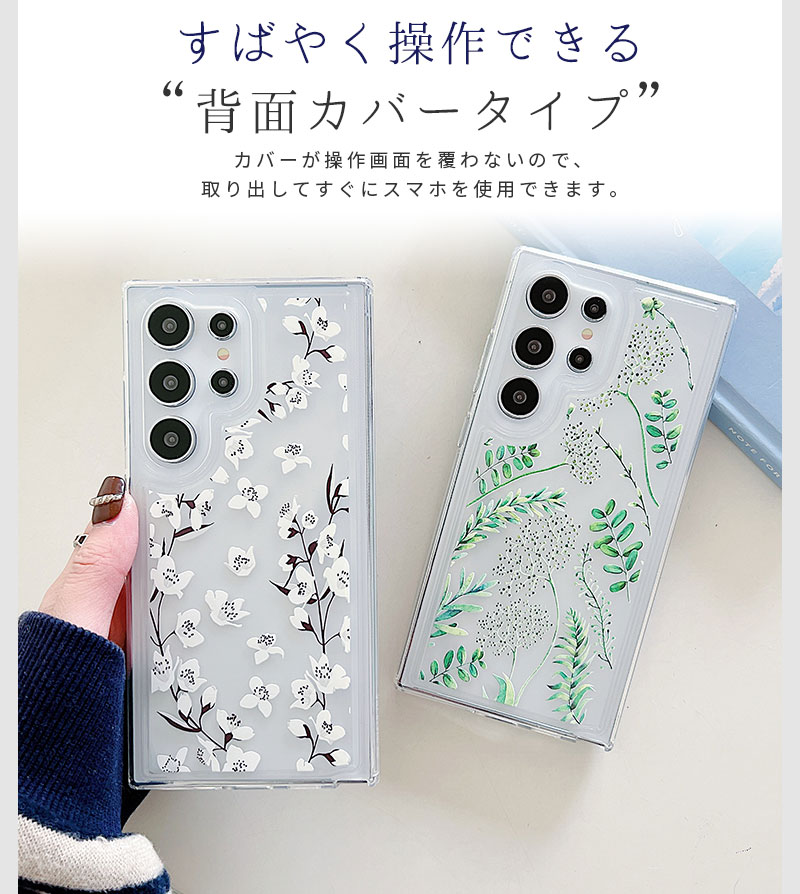 すばやく操作できる
“背面カバータイプ”
カバーが操作画面を覆わないので、
取り出してすぐにスマホを使用できます。
NOTE FOR